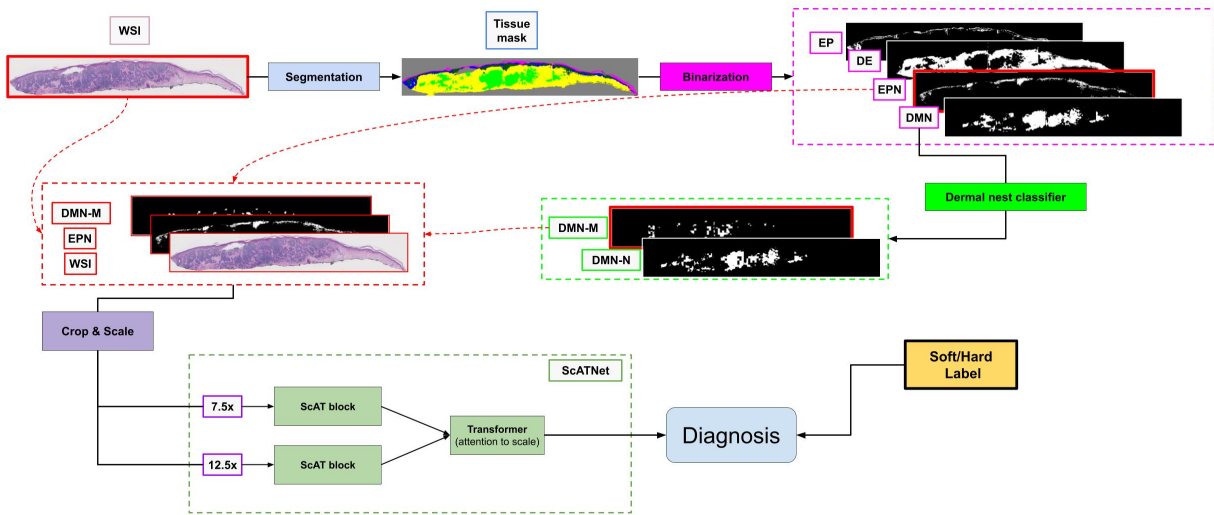 WSI
Tissue
mask
Segmentation
Binarization
EP
DE
EPN
DMN
Dermal nest classifier
DMN-M
EPN
WSI
DMN-M
DMN-N
Crop & Scale
ScATNet
7.5x
ScAT block
12.5x
ScAT block
Transformer
(attention to scale)
Diagnosis
Soft/Hard
Label